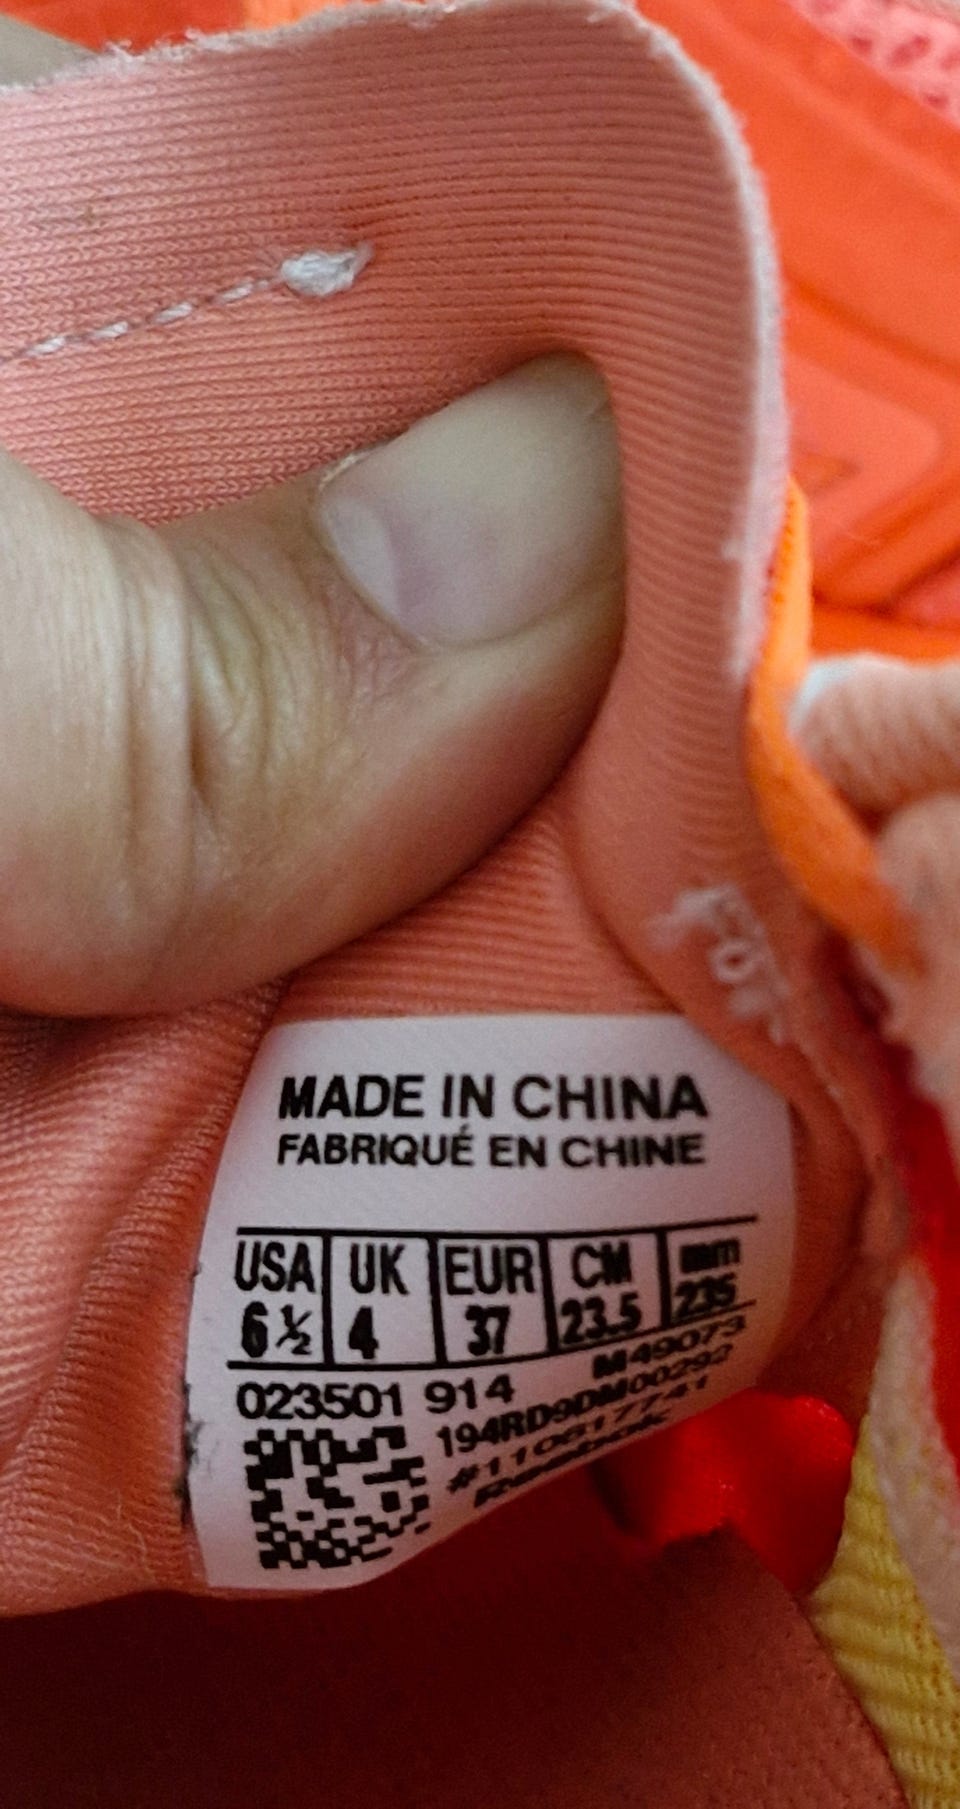 MADE IN CHINA
FABRIQUÉ EN CHINE
USA UK EUR CM mm
6½ 4 37 23.5 235
023501 914 M49073
194RD9DM00292
#110617741
Reebok